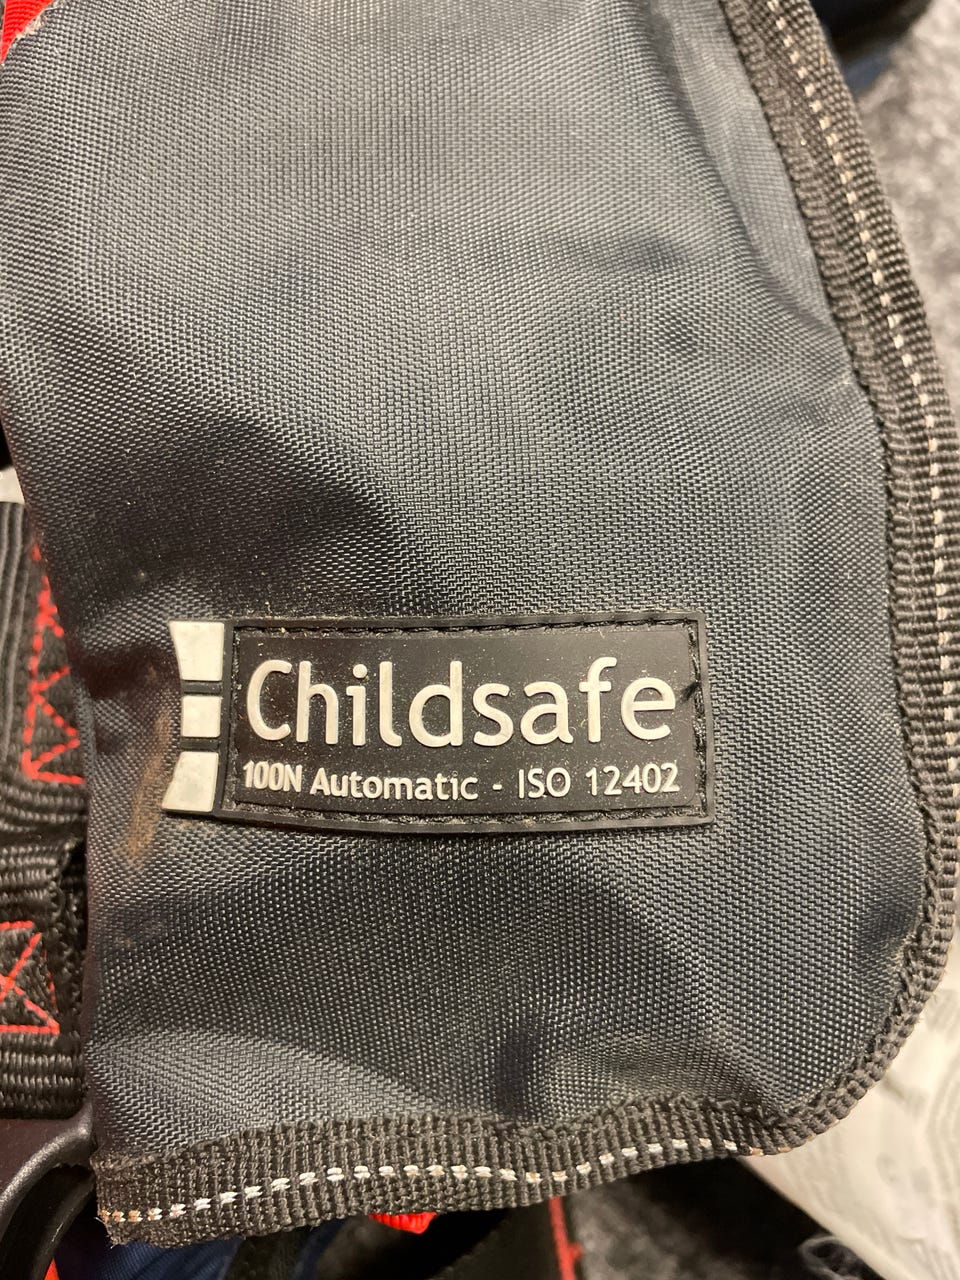 Childsafe
100N Automatic - ISO 12402